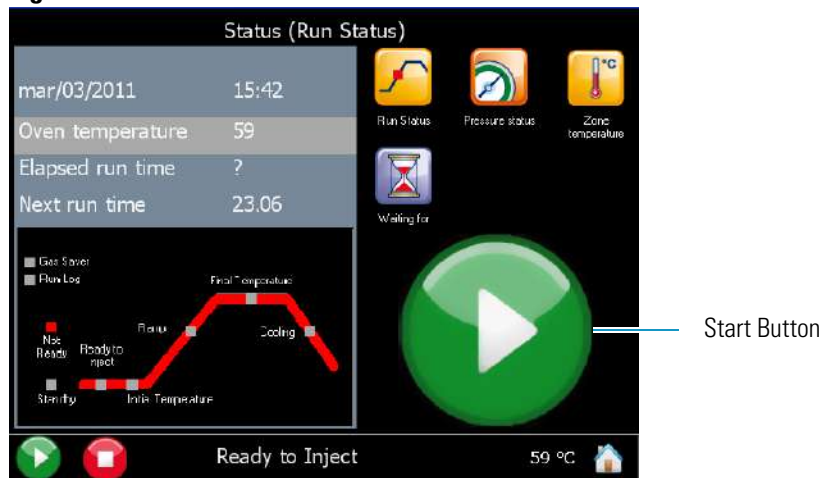 Status (Run Status)
mar/03/2011 15:42
Oven temperature 59
Elapsed run time ?
Next run time 23.06
Run Status
Pressure status
Zone
temperature
Waiting for
Gas Saver
Run Log
Final Temperature
Ramp
Cooling
Not
Ready
Ready to
Inject
Standby
Initial Temperature
Start Button
Ready to Inject
59 °C
°C